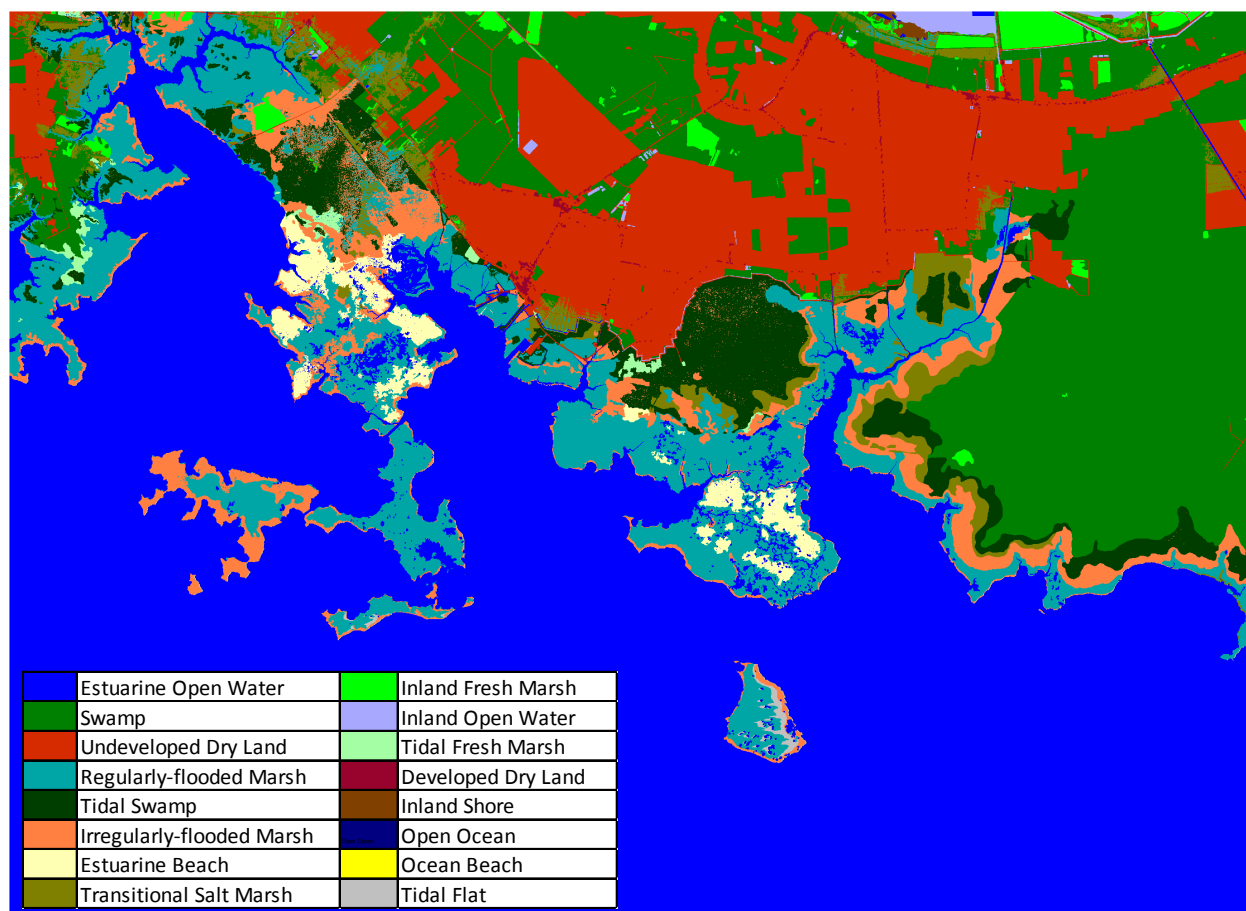 Estuarine Open Water Inland Fresh Marsh
Swamp Inland Open Water
Undeveloped Dry Land Tidal Fresh Marsh
Regularly-flooded Marsh Developed Dry Land
Tidal Swamp Inland Shore
Irregularly-flooded Marsh Open Ocean
Estuarine Beach Ocean Beach
Transitional Salt Marsh Tidal Flat